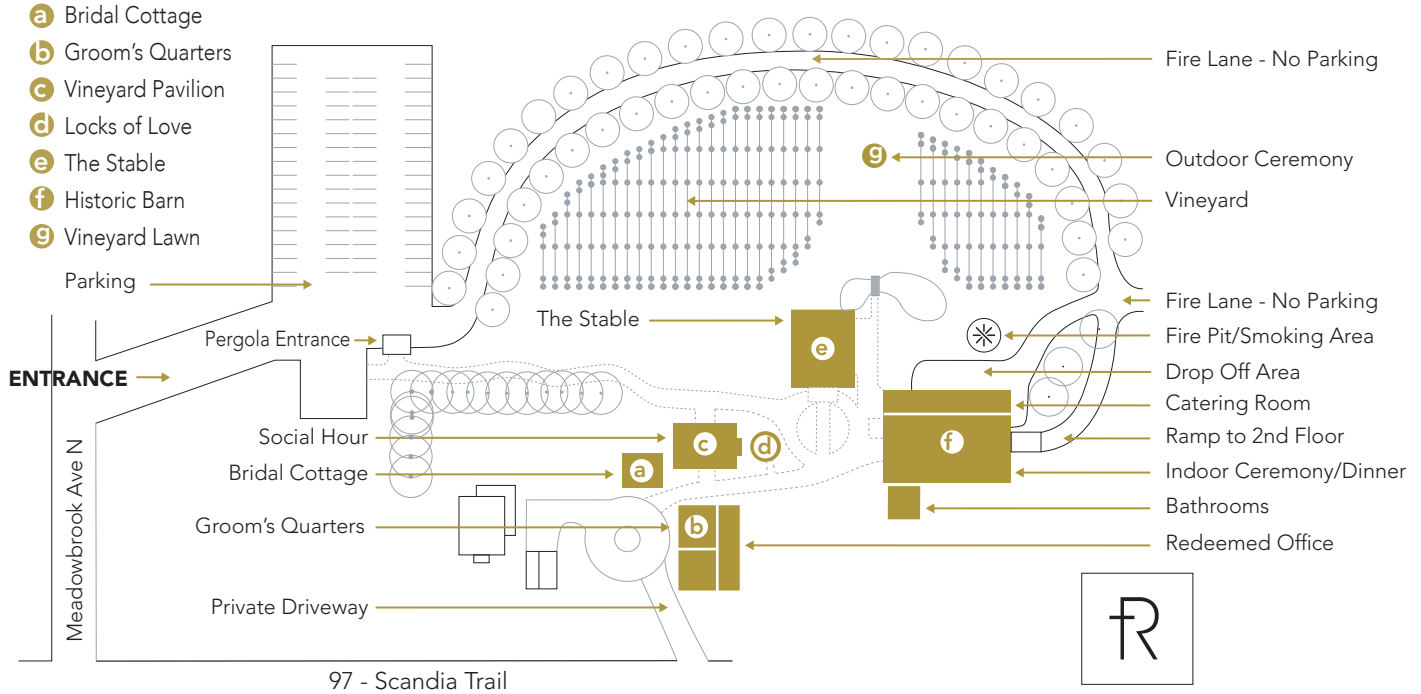 a Bridal Cottage
b Groom's Quarters
c Vineyard Pavilion
d Locks of Love
e The Stable
f Historic Barn
g Vineyard Lawn
Parking
Pergola Entrance
ENTRANCE
Meadowbrook Ave N
Social Hour
Bridal Cottage
Groom's Quarters
Private Driveway
97 - Scandia Trail
The Stable
g
e
c
d
a
b
f
Fire Lane - No Parking
Outdoor Ceremony
Vineyard
Fire Lane - No Parking
Fire Pit/Smoking Area
Drop Off Area
Catering Room
Ramp to 2nd Floor
Indoor Ceremony/Dinner
Bathrooms
Redeemed Office
R